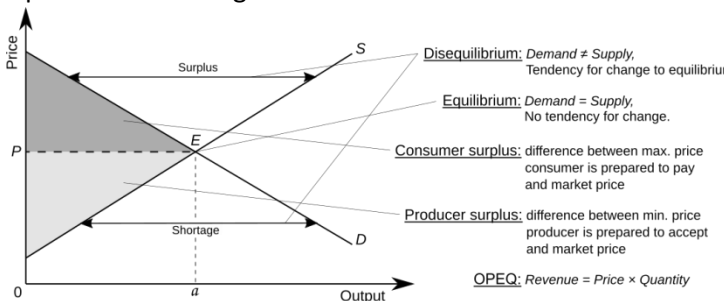 Price
S
Surplus
E
P
Shortage
D
0
a
Output
Disequilibrium: Demand ≠ Supply,
Tendency for change to equilibriu
Equilibrium: Demand = Supply,
No tendency for change.
Consumer surplus: difference between max. price
consumer is prepared to pay
and market price
Producer surplus: difference between min. price
producer is prepared to accept
and market price
OPEQ: Revenue = Price × Quantity